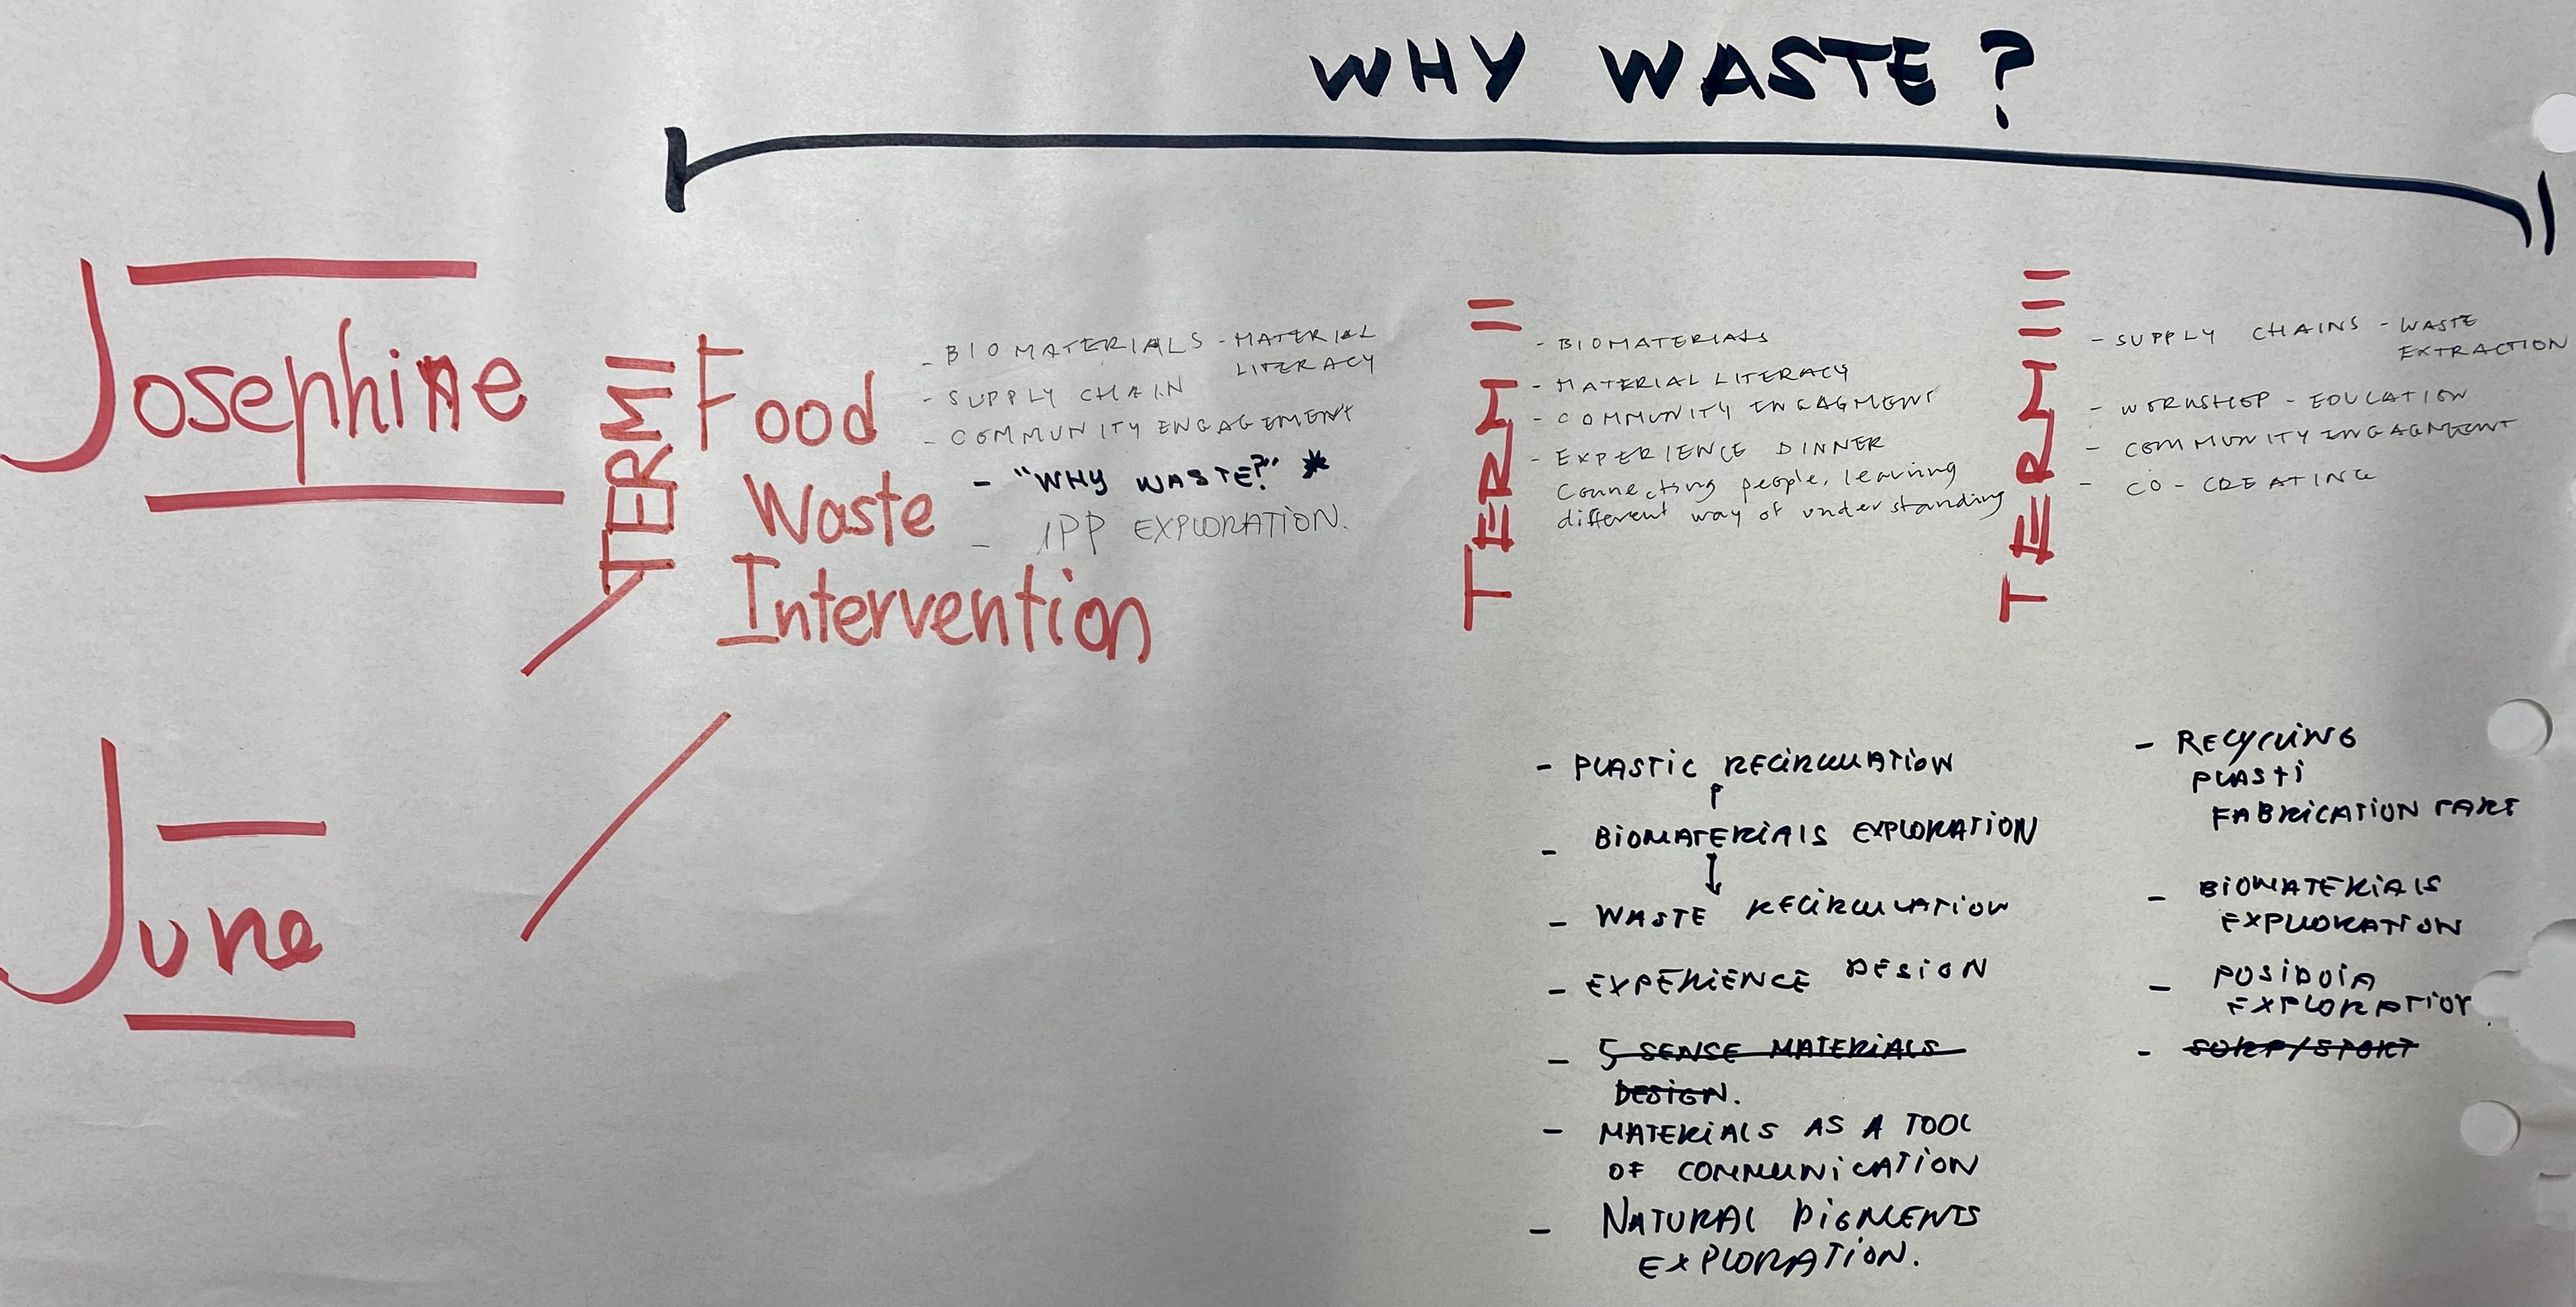 WHY WASTE?
Josephine
TERM I
Food
Waste
Intervention
- BIOMATERIALS - MATERIAL
LITERACY
- SUPPLY CHAIN
- COMMUNITY ENGAGEMENT
- "WHY WASTE?" *
- IPP EXPLORATION.
TERM II
- BIOMATERIALS
- MATERIAL LITERACY
- COMMUNITY ENGAGMENT
- EXPERIENCE DINNER
Connecting people, learning
different way of understanding
TERM III
- SUPPLY CHAINS - WASTE
EXTRACTION
- WORKSHOP - EDUCATION
- COMMUNITY ENGAGMENT
- CO - CREATING
June
- PLASTIC RECIRCULATION
- BIOMATERIALS EXPLORATION
- WASTE RECIRCULATION
- EXPERIENCE DESIGN
- 5 SENSE MATERIALS
DESIGN.
- MATERIALS AS A TOOL
OF COMMUNICATION
- NATURAL PIGMENTS
EXPLORATION.
- RECYCLING
PLASTI
FABRICATION PART
- BIOMATERIALS
EXPLORATION
- POSIDOIA
EXPLORATION.
- SURF/SPORT